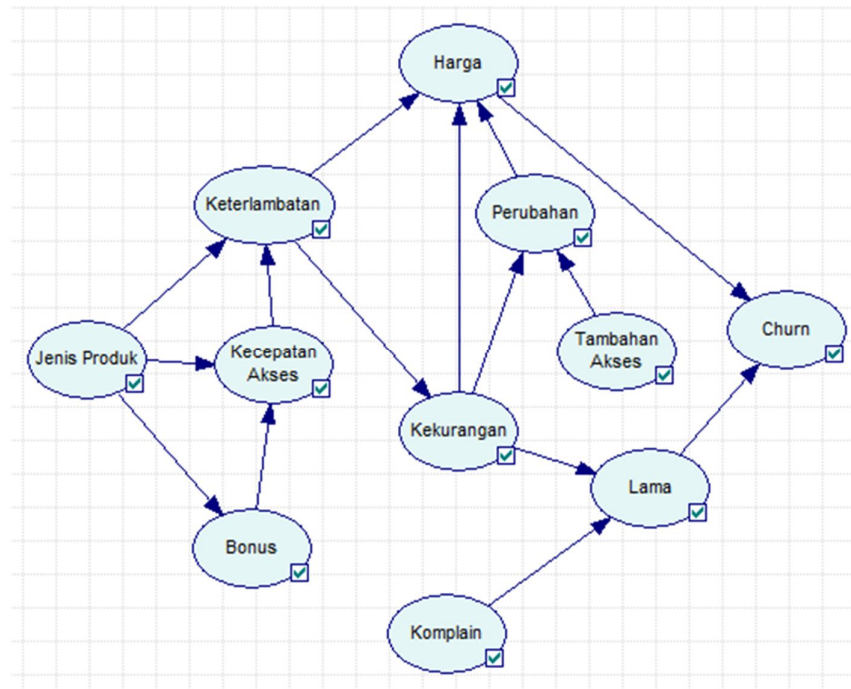 Harga
Keterlambatan
Perubahan
Churn
Jenis Produk
Kecepatan
Akses
Tambahan
Akses
Kekurangan
Lama
Bonus
Komplain